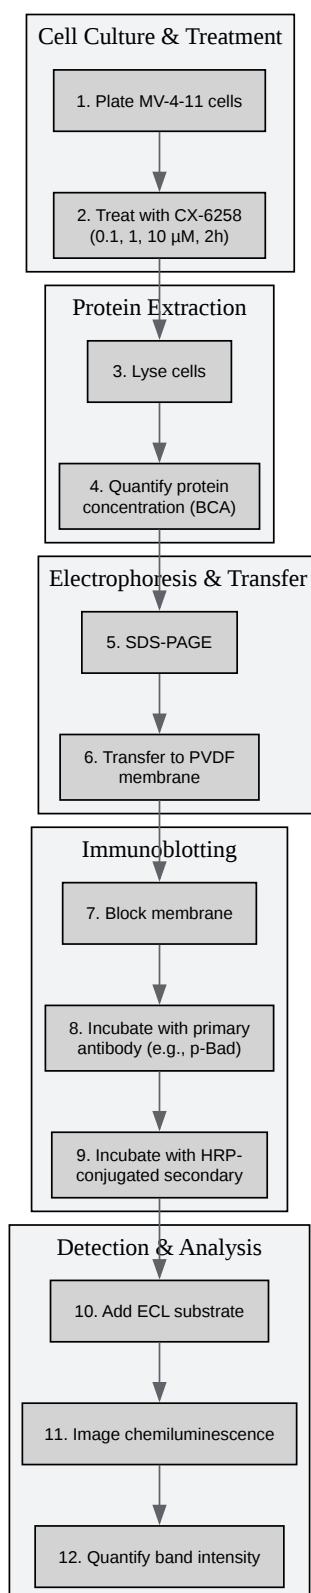 Cell Culture & Treatment
1. Plate MV-4-11 cells
2. Treat with CX-6258
(0.1, 1, 10 µM, 2h)
Protein Extraction
3. Lyse cells
4. Quantify protein
concentration (BCA)
Electrophoresis & Transfer
5. SDS-PAGE
6. Transfer to PVDF
membrane
Immunoblotting
7. Block membrane
8. Incubate with primary
antibody (e.g., p-Bad)
9. Incubate with HRP-
conjugated secondary
Detection & Analysis
10. Add ECL substrate
11. Image chemiluminescence
12. Quantify band intensity